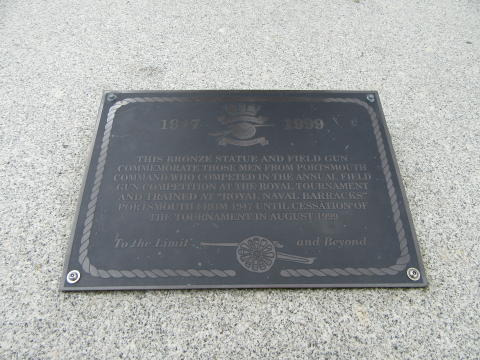 1947 1999
THIS BRONZE STATUE AND FIELD GUN
COMMEMORATE THOSE MEN FROM PORTSMOUTH
COMMAND WHO COMPETED IN THE ANNUAL FIELD
GUN COMPETITION AT THE ROYAL TOURNAMENT
AND TRAINED AT "ROYAL NAVAL BARRACKS"
PORTSMOUTH FROM 1947 UNTIL CESSATION OF
THE TOURNAMENT IN AUGUST 1999
To the Limit and Beyond